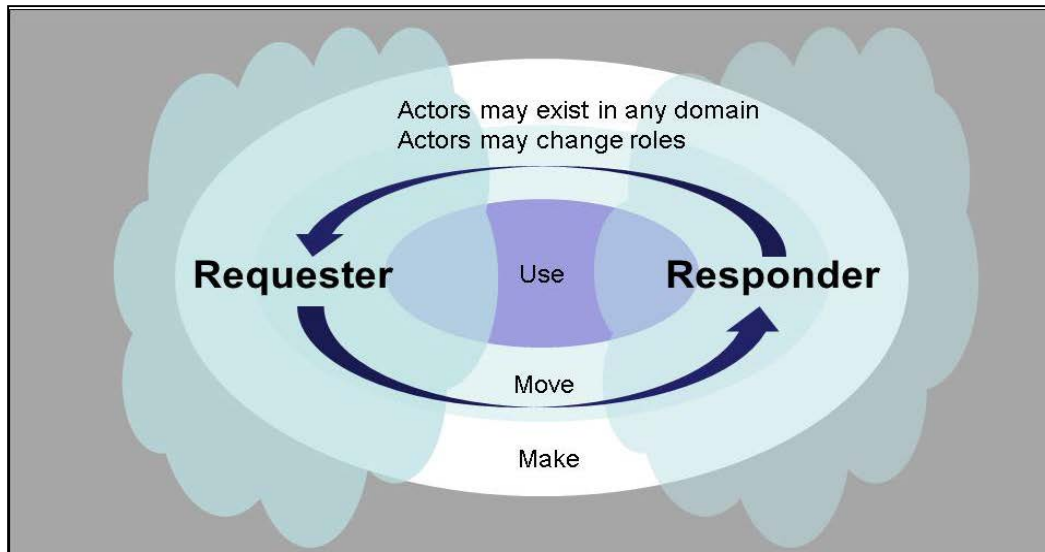 Actors may exist in any domain
Actors may change roles
Requester
Use
Responder
Move
Make